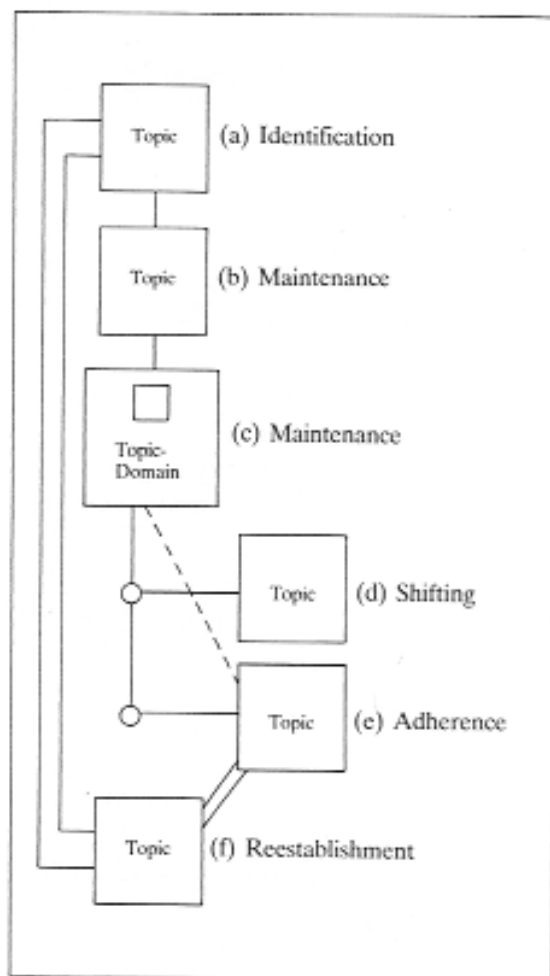 Topic (a) Identification
Topic (b) Maintenance
(c) Maintenance
Topic-
Domain
Topic (d) Shifting
Topic (e) Adherence
Topic (f) Reestablishment